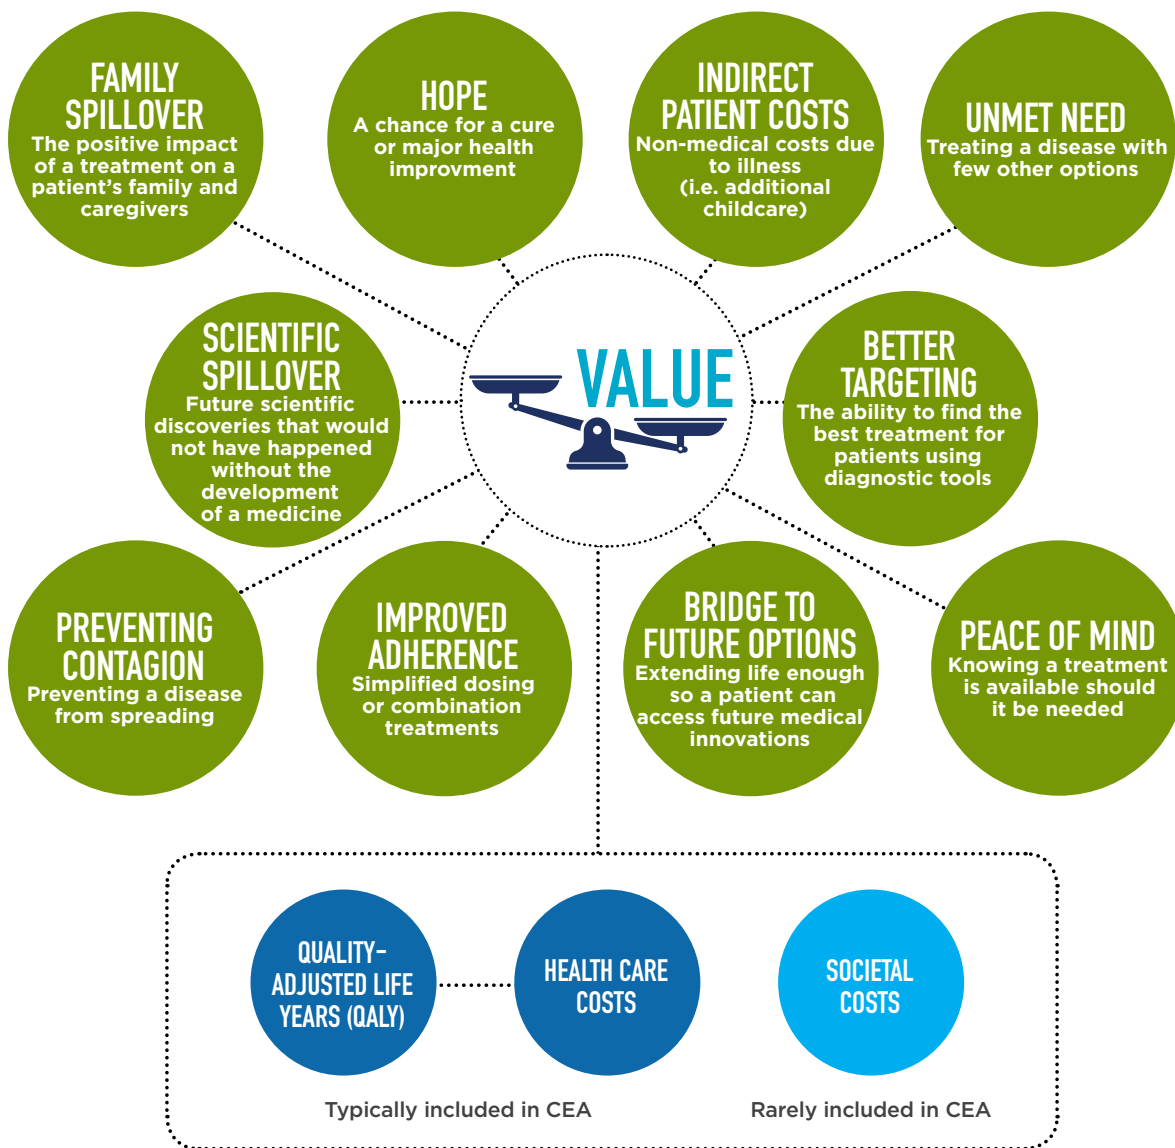 FAMILY
SPILLOVER
The positive impact
of a treatment on a
patient's family and
caregivers
HOPE
A chance for a cure
or major health
improvment
INDIRECT
PATIENT COSTS
Non-medical costs due
to illness
(i.e. additional
childcare)
UNMET NEED
Treating a disease with
few other options
SCIENTIFIC
SPILLOVER
Future scientific
discoveries that would
not have happened
without the
development
of a medicine
VALUE
BETTER
TARGETING
The ability to find the
best treatment for
patients using
diagnostic tools
PREVENTING
CONTAGION
Preventing a disease
from spreading
IMPROVED
ADHERENCE
Simplified dosing
or combination
treatments
BRIDGE TO
FUTURE OPTIONS
Extending life enough
so a patient can
access future medical
innovations
PEACE OF MIND
Knowing a treatment
is available should
it be needed
QUALITY-
ADJUSTED LIFE
YEARS (QALY)
HEALTH CARE
COSTS
SOCIETAL
COSTS
Typically included in CEA
Rarely included in CEA